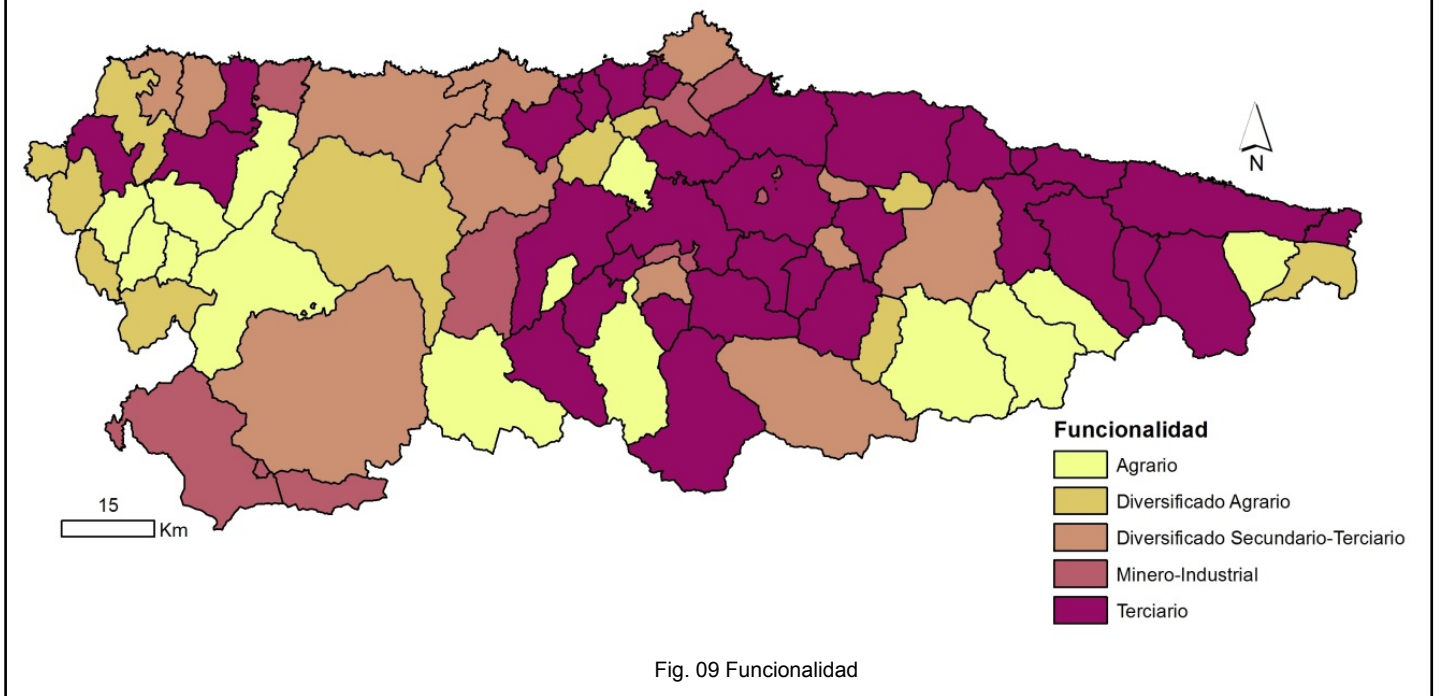 N
Funcionalidad
Agrario
Diversificado Agrario
Diversificado Secundario-Terciario
Minero-Industrial
Terciario
15
Km
Fig. 09 Funcionalidad